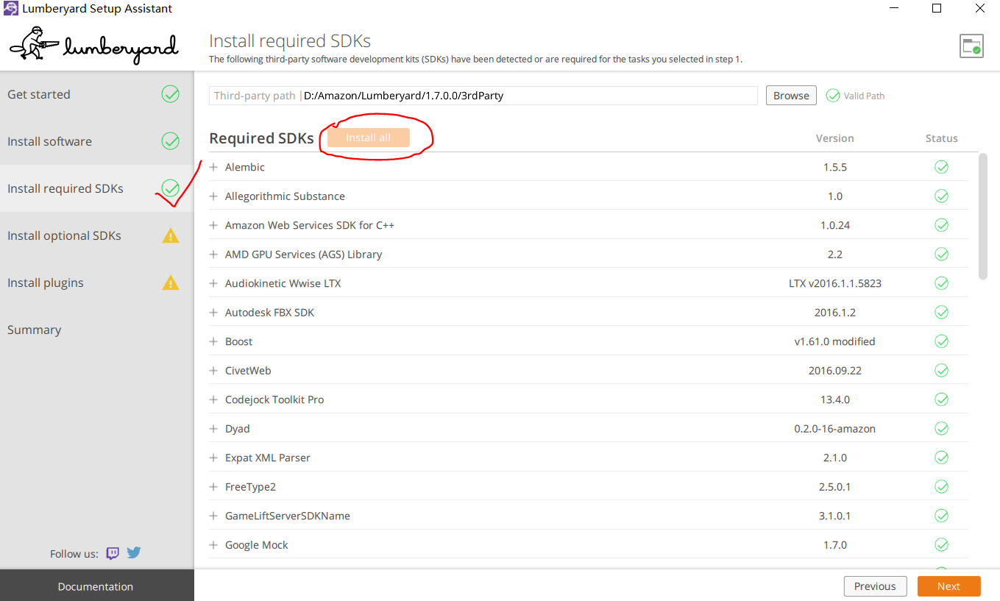 Lumberyard Setup Assistant
lumberyard
Install required SDKs
The following third-party software development kits (SDKs) have been detected or are required for the tasks you selected in step 1.
Get started
Install software
Install required SDKs
Install optional SDKs
Install plugins
Summary
Follow us:
Documentation
Third-party path | D:/Amazon/Lumberyard/1.7.0.0/3rdParty Browse Valid Path
Required SDKs Install all Version Status
Alembic 1.5.5
Allegorithmic Substance 1.0
Amazon Web Services SDK for C++ 1.0.24
AMD GPU Services (AGS) Library 2.2
Audiokinetic Wwise LTX LTX v2016.1.1.5823
Autodesk FBX SDK 2016.1.2
Boost v1.61.0 modified
CivetWeb 2016.09.22
Codejock Toolkit Pro 13.4.0
Dyad 0.2.0-16-amazon
Expat XML Parser 2.1.0
FreeType2 2.5.0.1
GameLiftServerSDKName 3.1.0.1
Google Mock 1.7.0
Previous Next